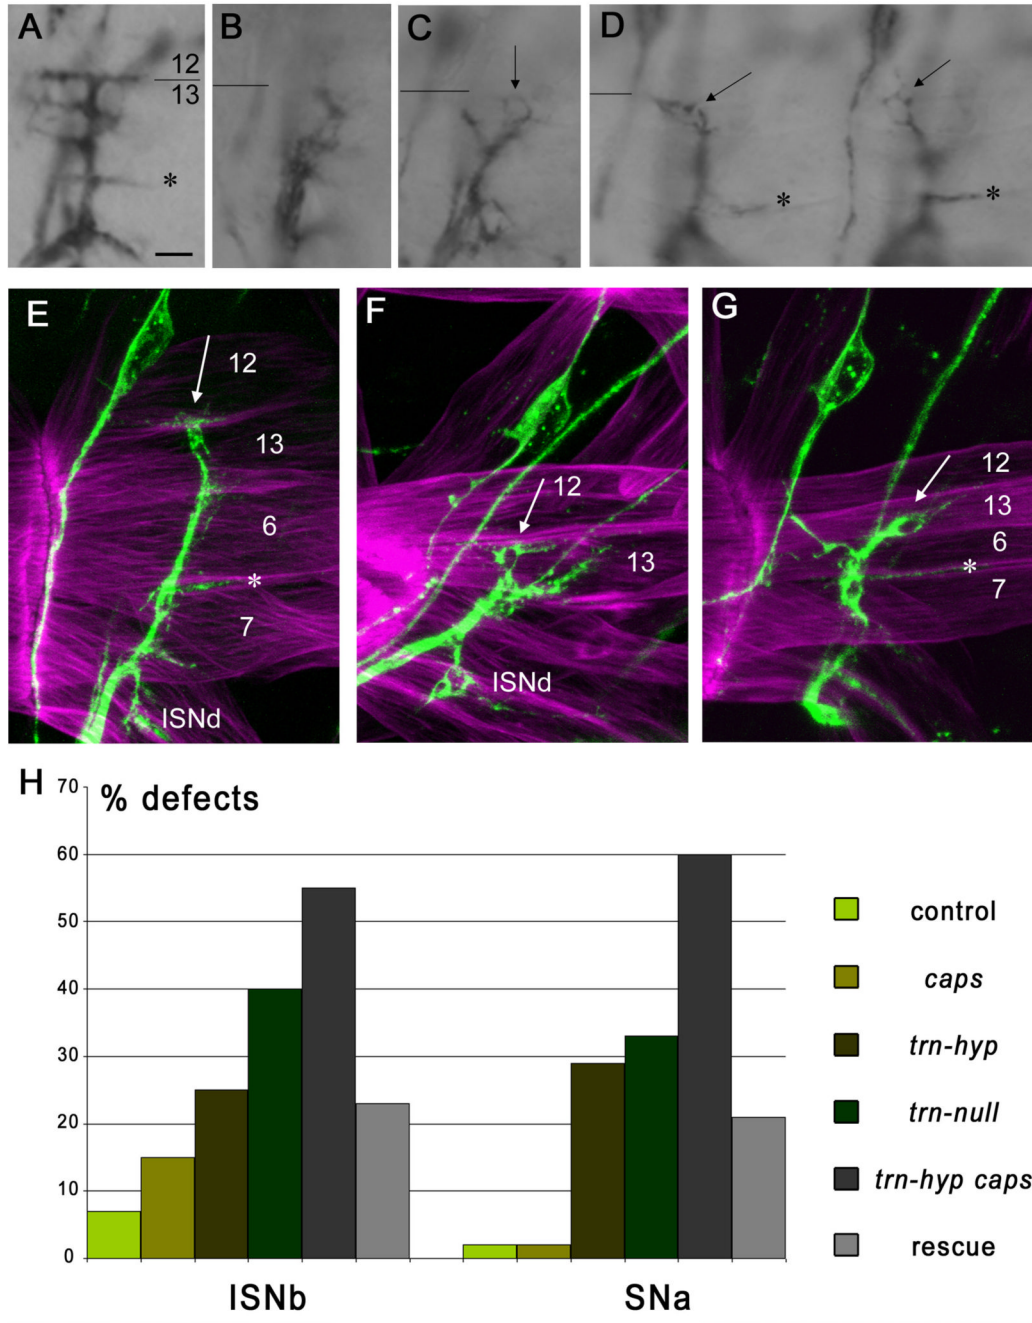 A
12
13
*
B
C
D
*
*
E
12
13
6
*
7
ISNd
F
12
13
ISNd
G
12
13
6
*
7
H
% defects
70
60
50
40
30
20
10
0
ISNb
SNa
control
caps
trn-hyp
trn-null
trn-hyp caps
rescue